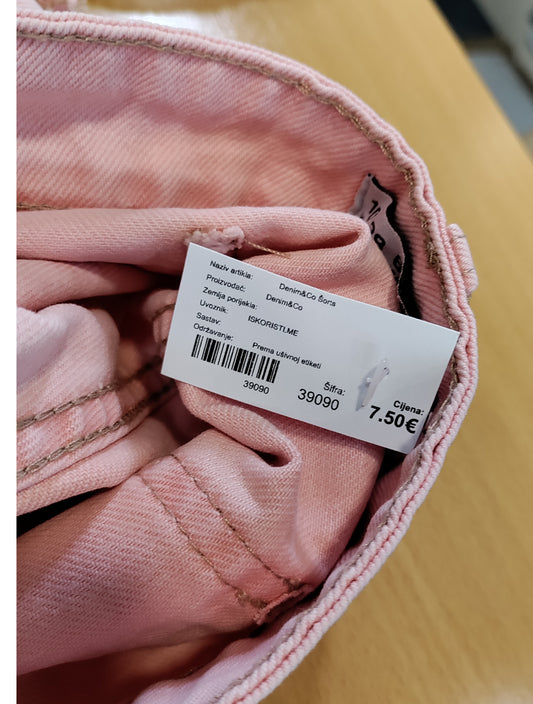 Naziv artikla: Denim&Co Šorts
Proizvođač: Denim&Co
Zemlja porijekla:
Uvoznik: ISKORISTI.ME
Sastav:
Održavanje: Prema ušivnoj etiketi
39090
Šifra:
39090
Cijena:
7.50€